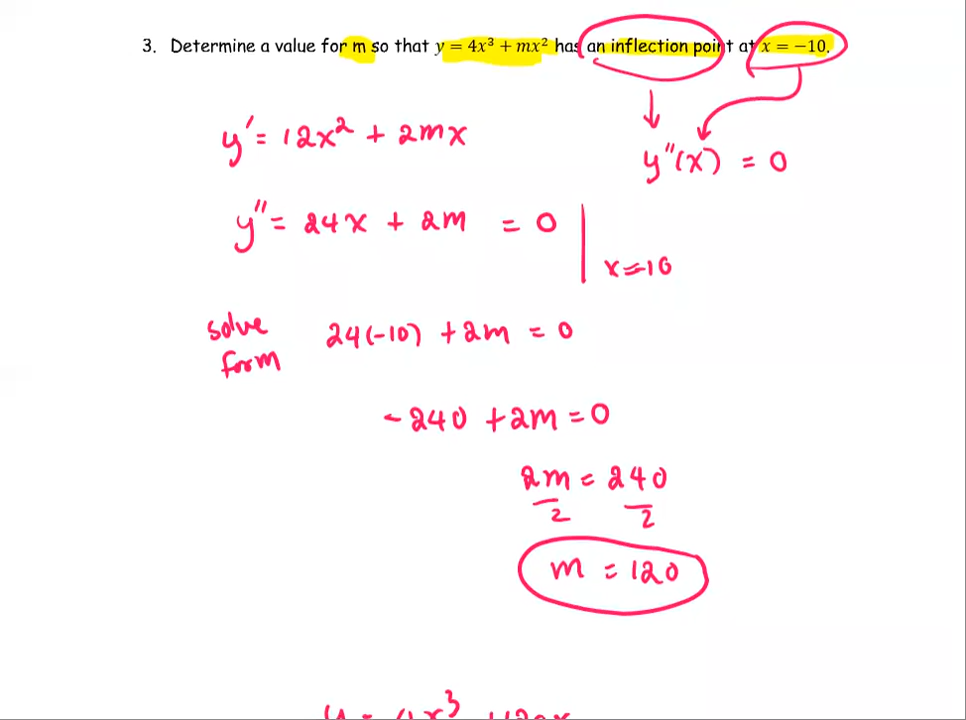 3. Determine a value for m so that y = 4x³ + mx² has an inflection point at x = −10.
y' = 12x² + 2mx
y"(x) = 0
y" = 24x + 2m = 0 | x=-10
solve for m
24(-10) + 2m = 0
-240 + 2m = 0
2m = 240
2 2
m = 120